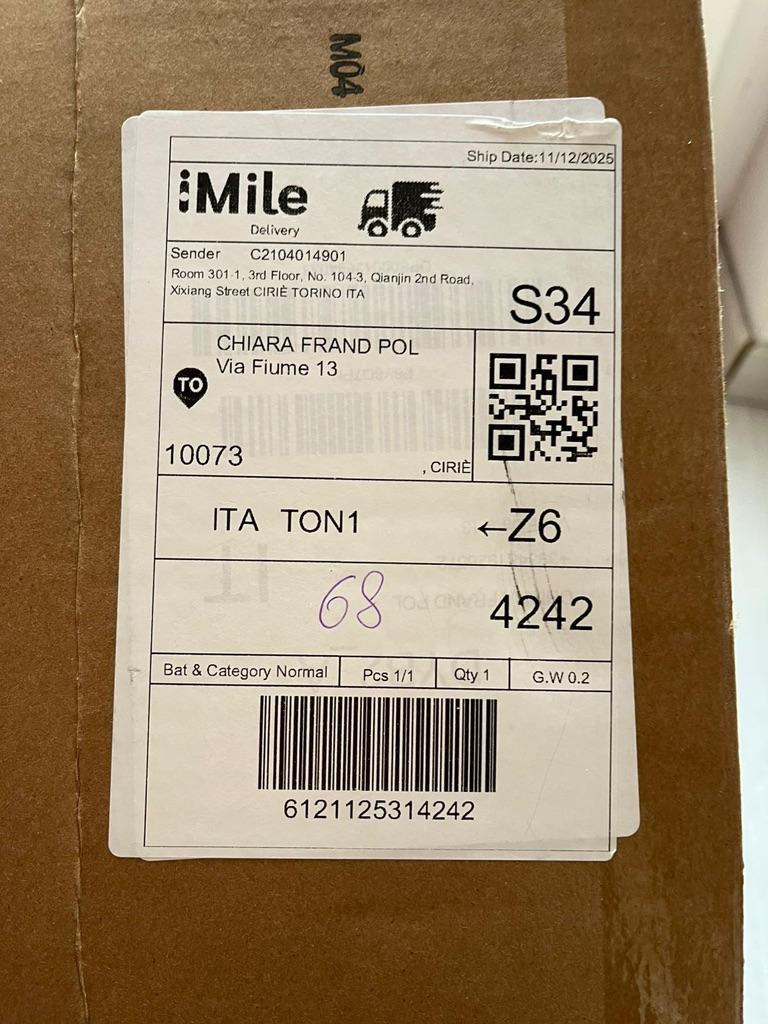 M04
Ship Date:11/12/2025
iMile
Delivery
Sender C2104014901
Room 301-1, 3rd Floor, No. 104-3, Qianjin 2nd Road,
Xixiang Street CIRIÈ TORINO ITA
S34
CHIARA FRAND POL
Via Fiume 13
TO
10073
, CIRIÈ
ITA TON1
←Z6
68
4242
Bat & Category Normal Pcs 1/1 Qty 1 G.W 0.2
6121125314242